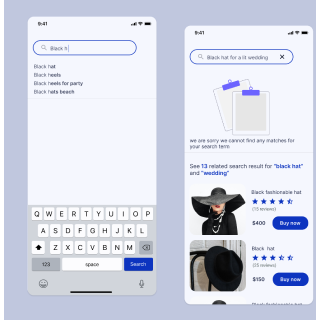 9:41
Black h
Black hat
Black heels
Black heels for party
Black hats beach
Q W E R T Y U I O P
A S D F G H J K L
Z X C V B N M
123 space Search
9:41
Black hat for a lit wedding
we are sorry we cannot find any matches for
your search term
See 13 related search result for "black hat"
and "wedding"
Black fashionable hat
(15 reviews)
$400 Buy now
Black hat
$150 Buy now
Black fashionable hat